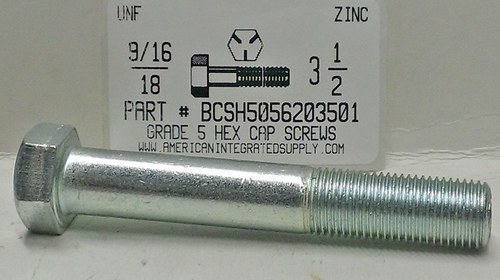 UNF ZINC
9/16
18
3 1/2
PART # BCSH5056203501
GRADE 5 HEX CAP SCREWS
WWW.AMERICANINTEGRATEDSUPPLY.COM